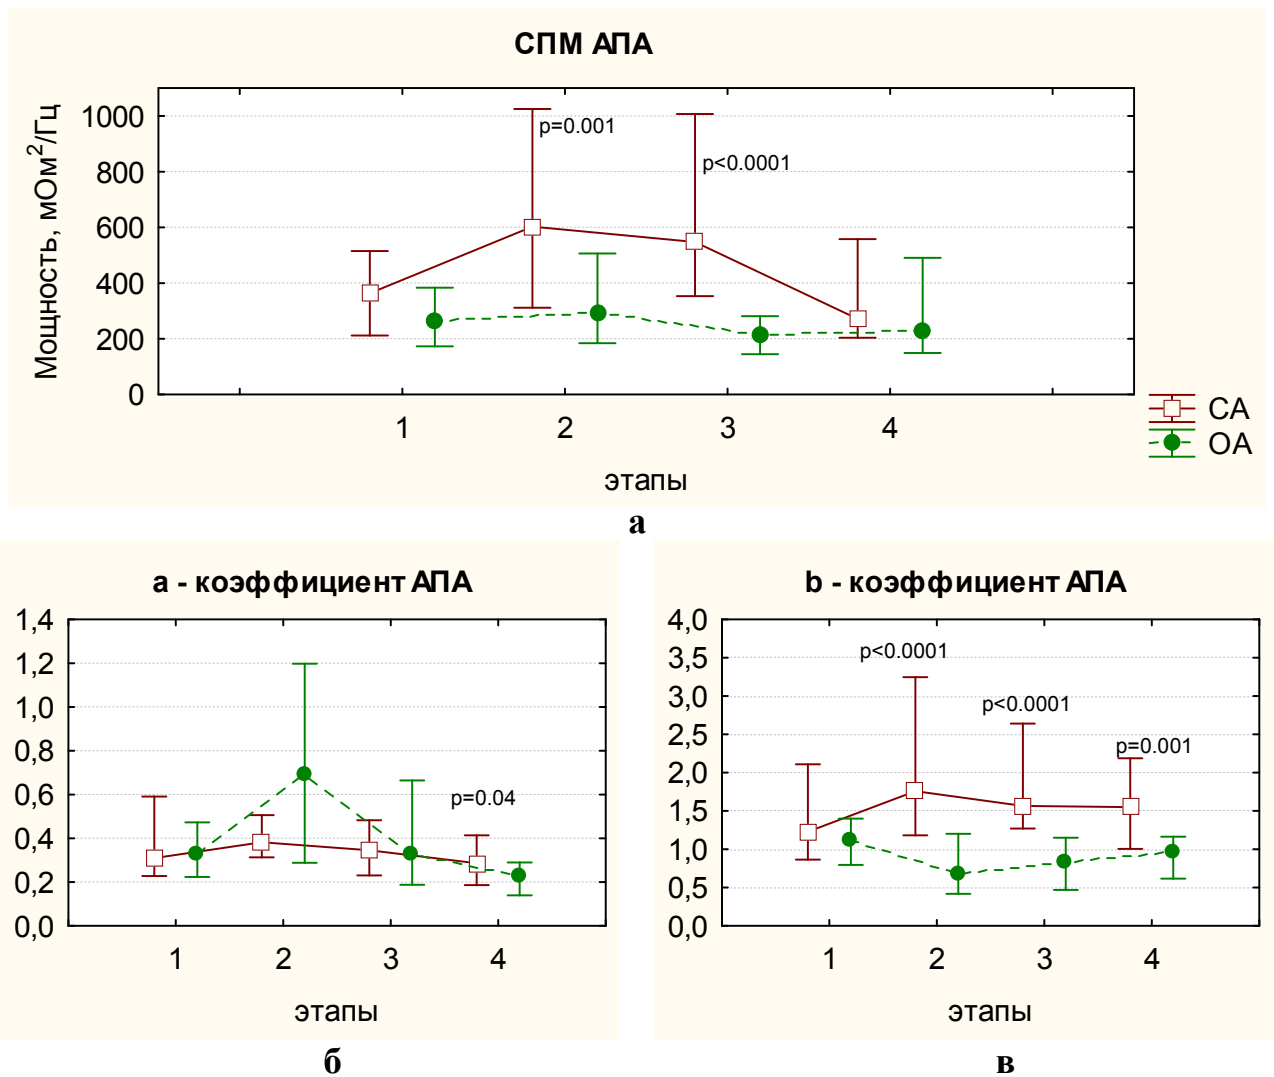 СПМ АПА
Мощность, мОм²/Гц
1000
800
600
400
200
0
p=0.001
p<0.0001
1 2 3 4
этапы
СА
ОА
а
a - коэффициент АПА
1,4
1,2
1,0
0,8
0,6
0,4
0,2
0,0
p=0.04
1 2 3 4
этапы
б
b - коэффициент АПА
4,0
3,5
3,0
2,5
2,0
1,5
1,0
0,5
0,0
p<0.0001
p<0.0001
p=0.001
1 2 3 4
этапы
в